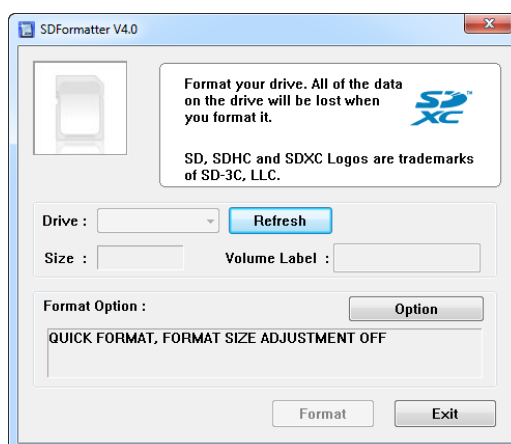 SDFormatter V4.0
Format your drive. All of the data
on the drive will be lost when
you format it.
SD XC™
SD, SDHC and SDXC Logos are trademarks
of SD-3C, LLC.
Drive :
Refresh
Size :
Volume Label :
Format Option :
Option
QUICK FORMAT, FORMAT SIZE ADJUSTMENT OFF
Format
Exit